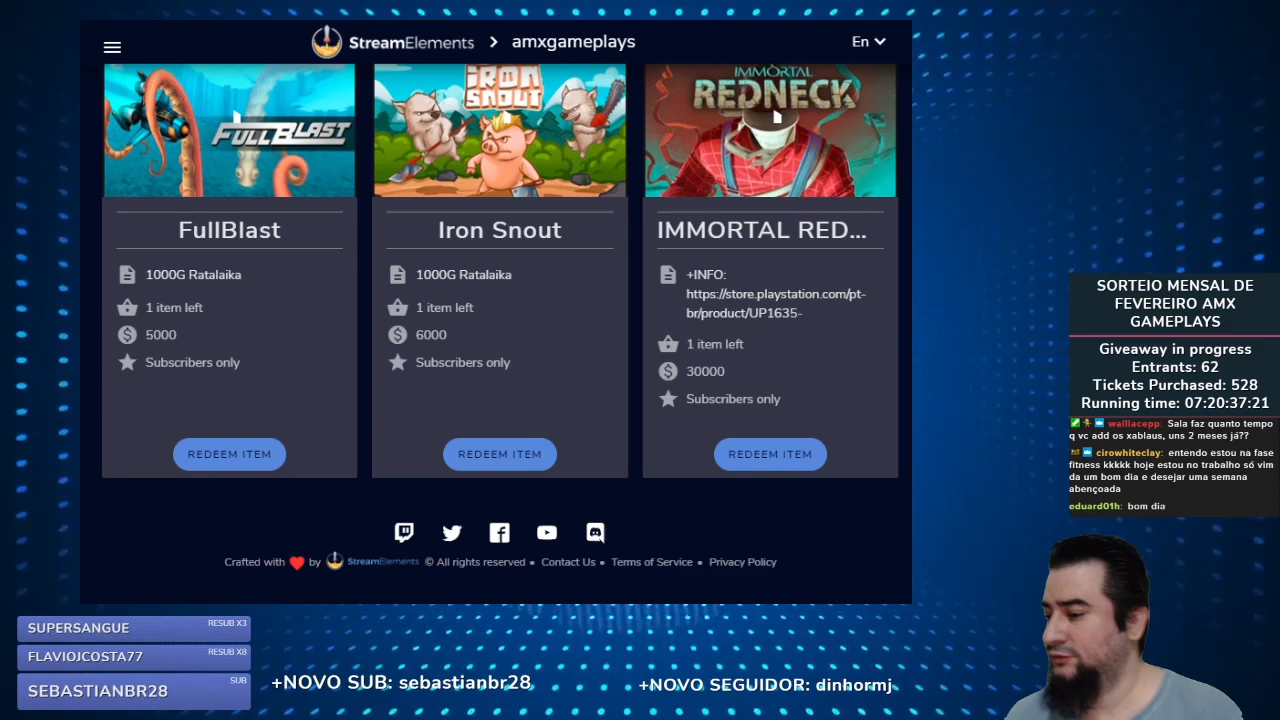 StreamElements > amxgameplays
En
FULLBLAST
IRON
SNOUT
IMMORTAL
REDNECK
FullBlast
1000G Ratalaika
1 item left
5000
Subscribers only
REDEEM ITEM
Iron Snout
1000G Ratalaika
1 item left
6000
Subscribers only
REDEEM ITEM
IMMORTAL RED...
+INFO:
https://store.playstation.com/pt-
br/product/UP1635-
1 item left
30000
Subscribers only
REDEEM ITEM
Crafted with ❤ by StreamElements © All rights reserved • Contact Us • Terms of Service • Privacy Policy
SORTEIO MENSAL DE
FEVEREIRO AMX
GAMEPLAYS
Giveaway in progress
Entrants: 62
Tickets Purchased: 528
Running time: 07:20:37:21
walllacepp: Sala faz quanto tempo
q vc add os xablaus, uns 2 meses já??
cirowhiteclay: entendo estou na fase
fitness kkkkk hoje estou no trabalho só vim
da um bom dia e desejar uma semana
abençoada
eduard01h: bom dia
SUPERSANGUE RESUB X3
FLAVIOJCOSTA77 RESUB X8
SEBASTIANBR28 SUB
+NOVO SUB: sebastianbr28
+NOVO SEGUIDOR: dinhormj